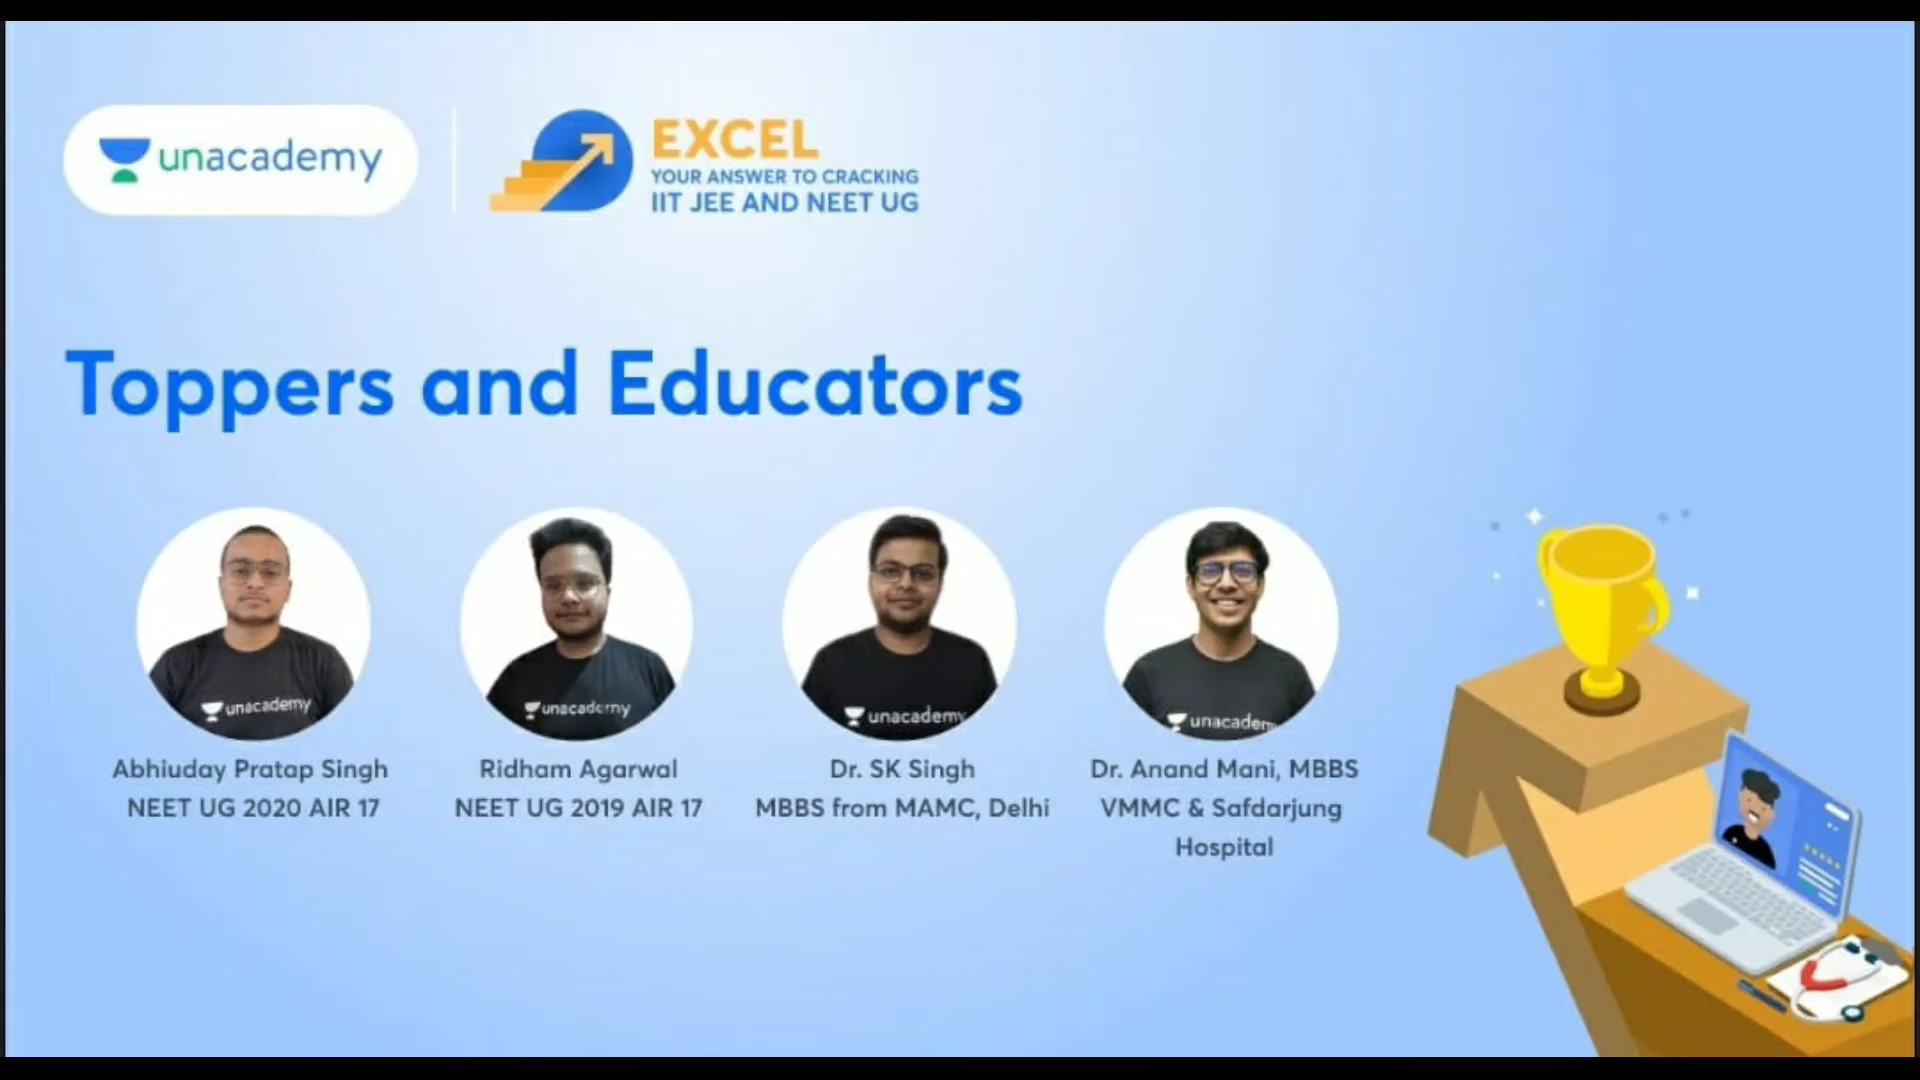 unacademy
EXCEL
YOUR ANSWER TO CRACKING
IIT JEE AND NEET UG
Toppers and Educators
unacademy
unacademy
unacademy
unacadem
Abhiuday Pratap Singh
NEET UG 2020 AIR 17
Ridham Agarwal
NEET UG 2019 AIR 17
Dr. SK Singh
MBBS from MAMC, Delhi
Dr. Anand Mani, MBBS
VMMC & Safdarjung
Hospital